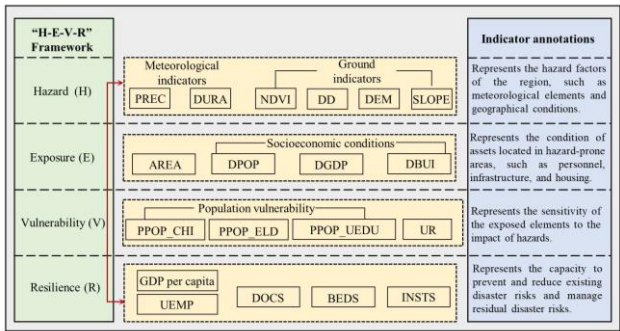 “H-E-V-R”
Framework
Indicator annotations
Hazard (H)
Meteorological
indicators
Ground
indicators
PREC
DURA
NDVI
DD
DEM
SLOPE
Represents the hazard factors
of the region, such as
meteorological elements and
geographical conditions.
Exposure (E)
Socioeconomic conditions
AREA
DPOP
DGDP
DBUI
Represents the condition of
assets located in hazard-prone
areas, such as personnel,
infrastructure, and housing.
Vulnerability (V)
Population vulnerability
PPOP_CHI
PPOP_ELD
PPOP_UEDU
UR
Represents the sensitivity of
the exposed elements to the
impact of hazards.
Resilience (R)
GDP per capita
UEMP
DOCS
BEDS
INSTS
Represents the capacity to
prevent and reduce existing
disaster risks and manage
residual disaster risks.